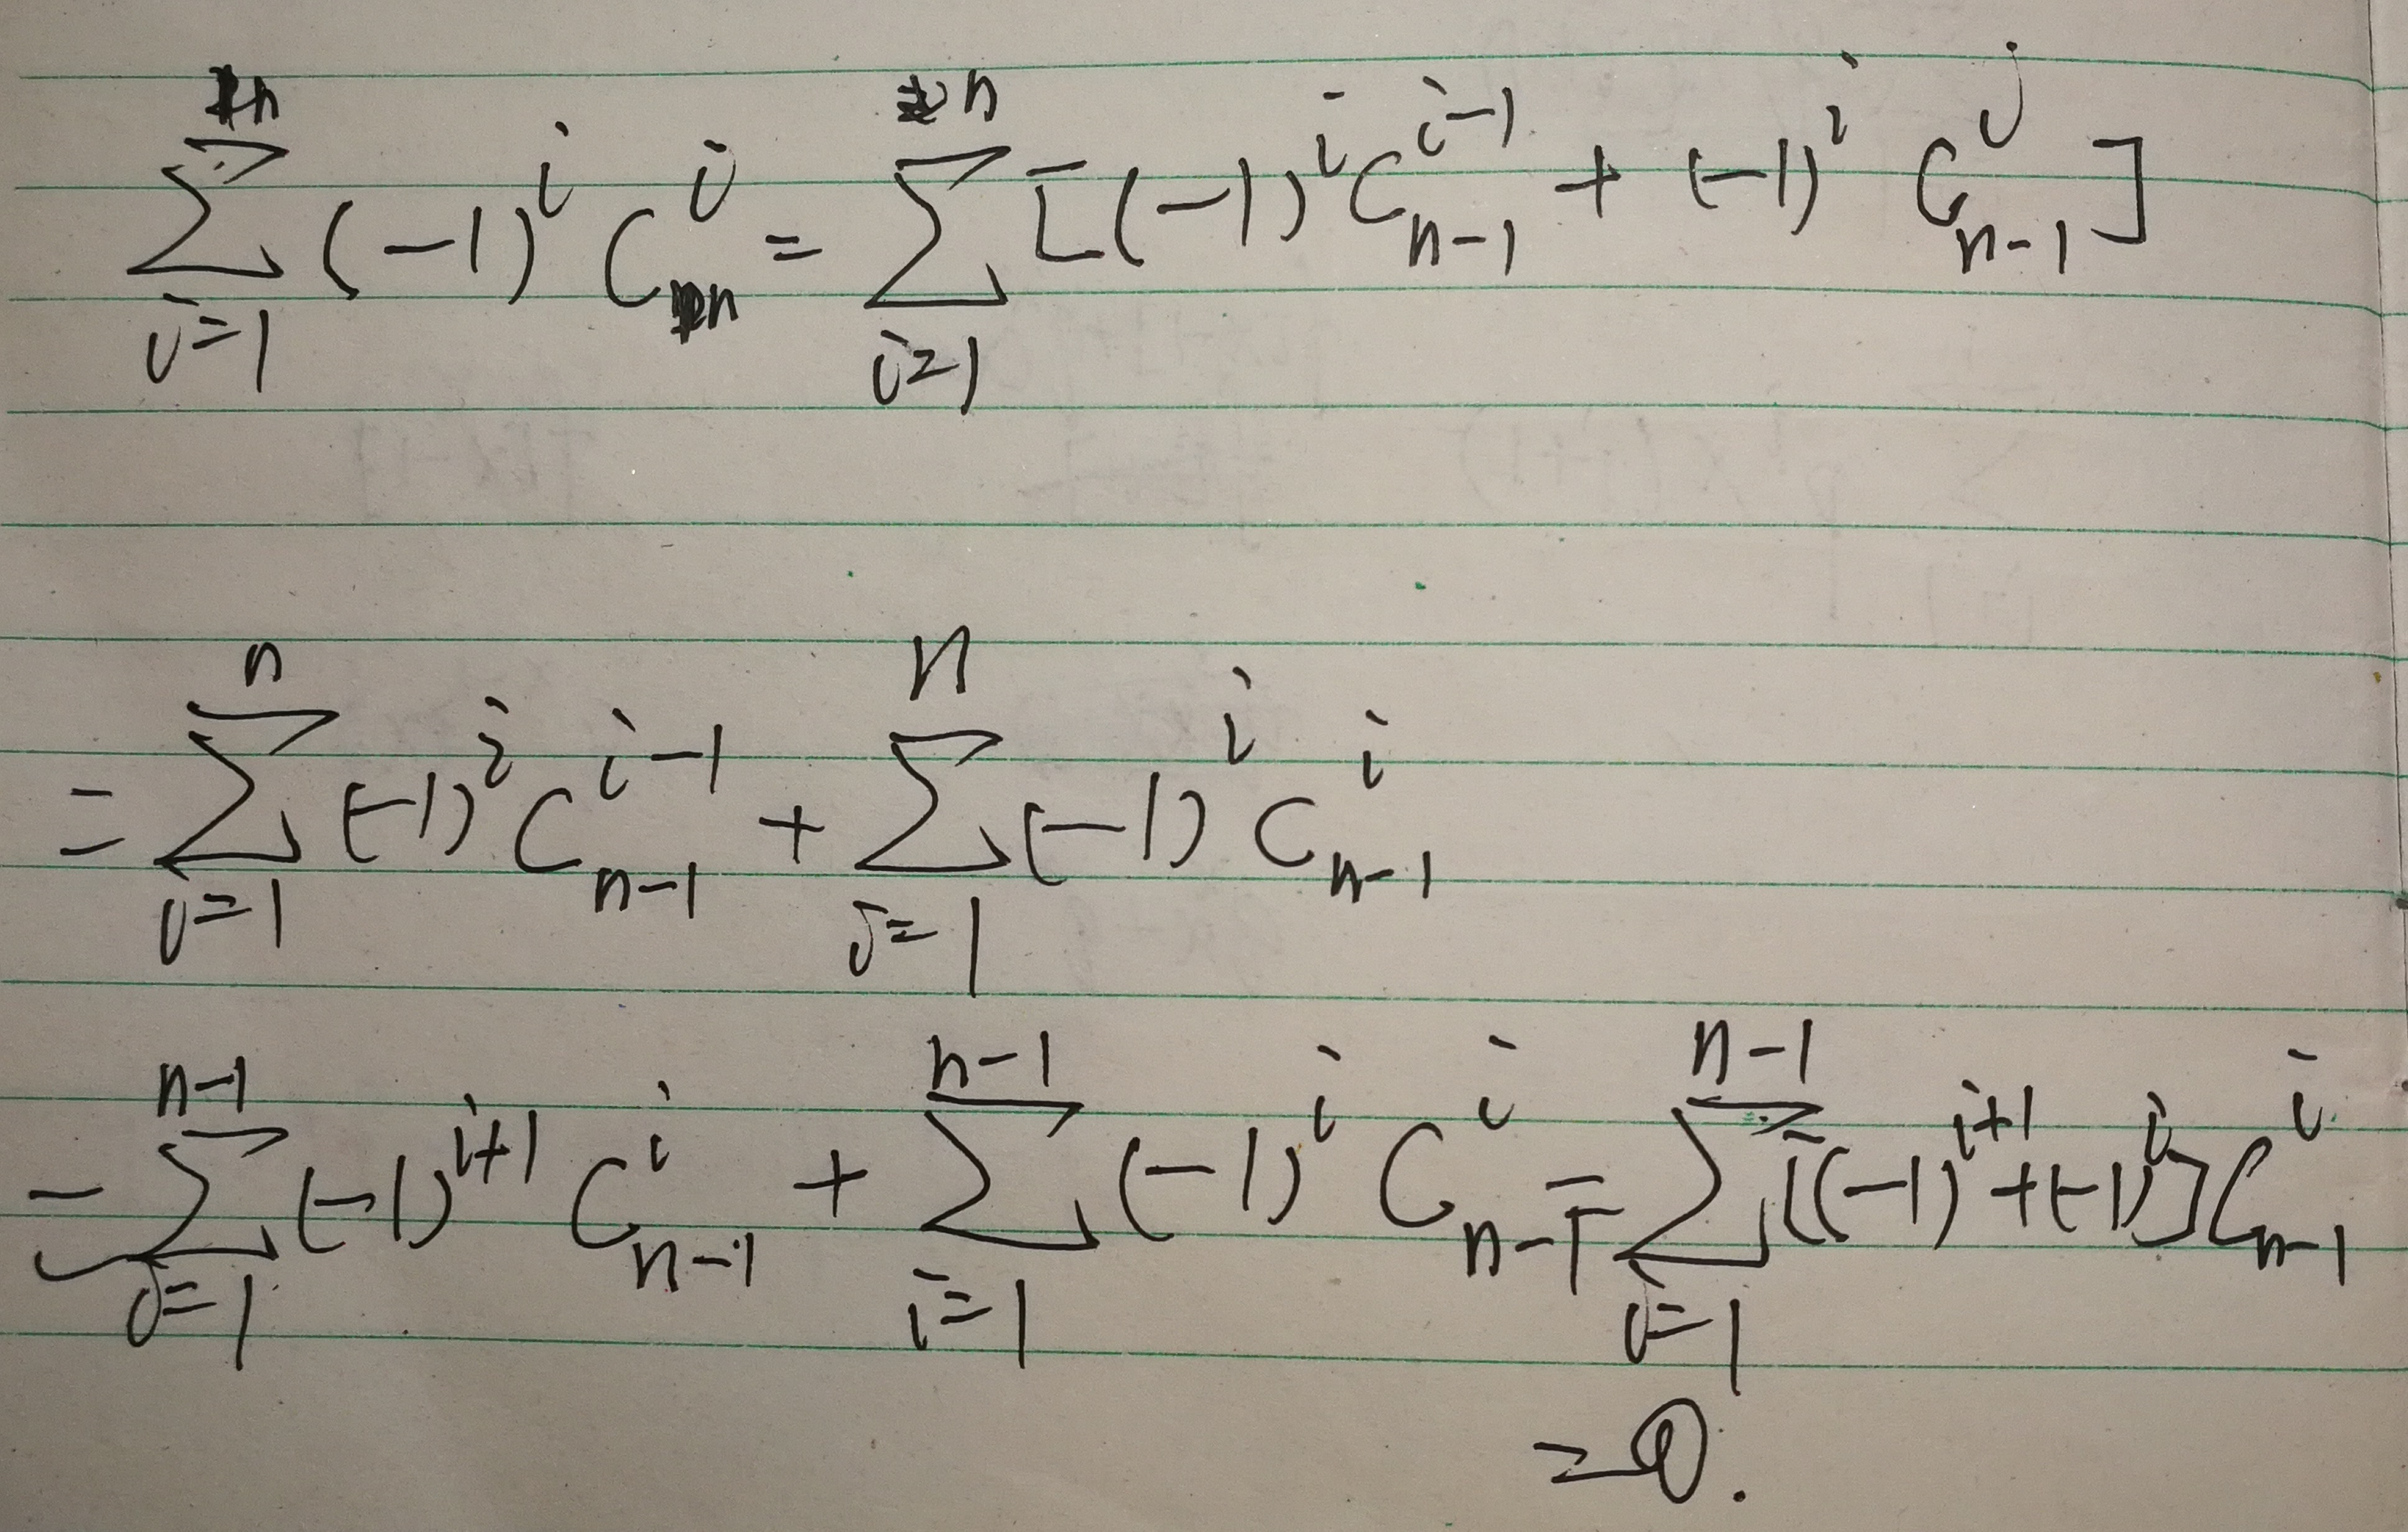 $\sum_{i=1}^{n} (-1)^i C_n^i = \sum_{i=1}^{n} [(-1)^i C_{n-1}^{i-1} + (-1)^i C_{n-1}^{i}]$
$= \sum_{i=1}^{n} (-1)^i C_{n-1}^{i-1} + \sum_{i=1}^{n} (-1)^i C_{n-1}^{i}$
$= \sum_{i=1}^{n-1} (-1)^{i+1} C_{n-1}^{i} + \sum_{i=1}^{n-1} (-1)^i C_{n-1}^{i} = \sum_{i=1}^{n-1} [(-1)^{i+1} + (-1)^i] C_{n-1}^{i}$
$= 0.$